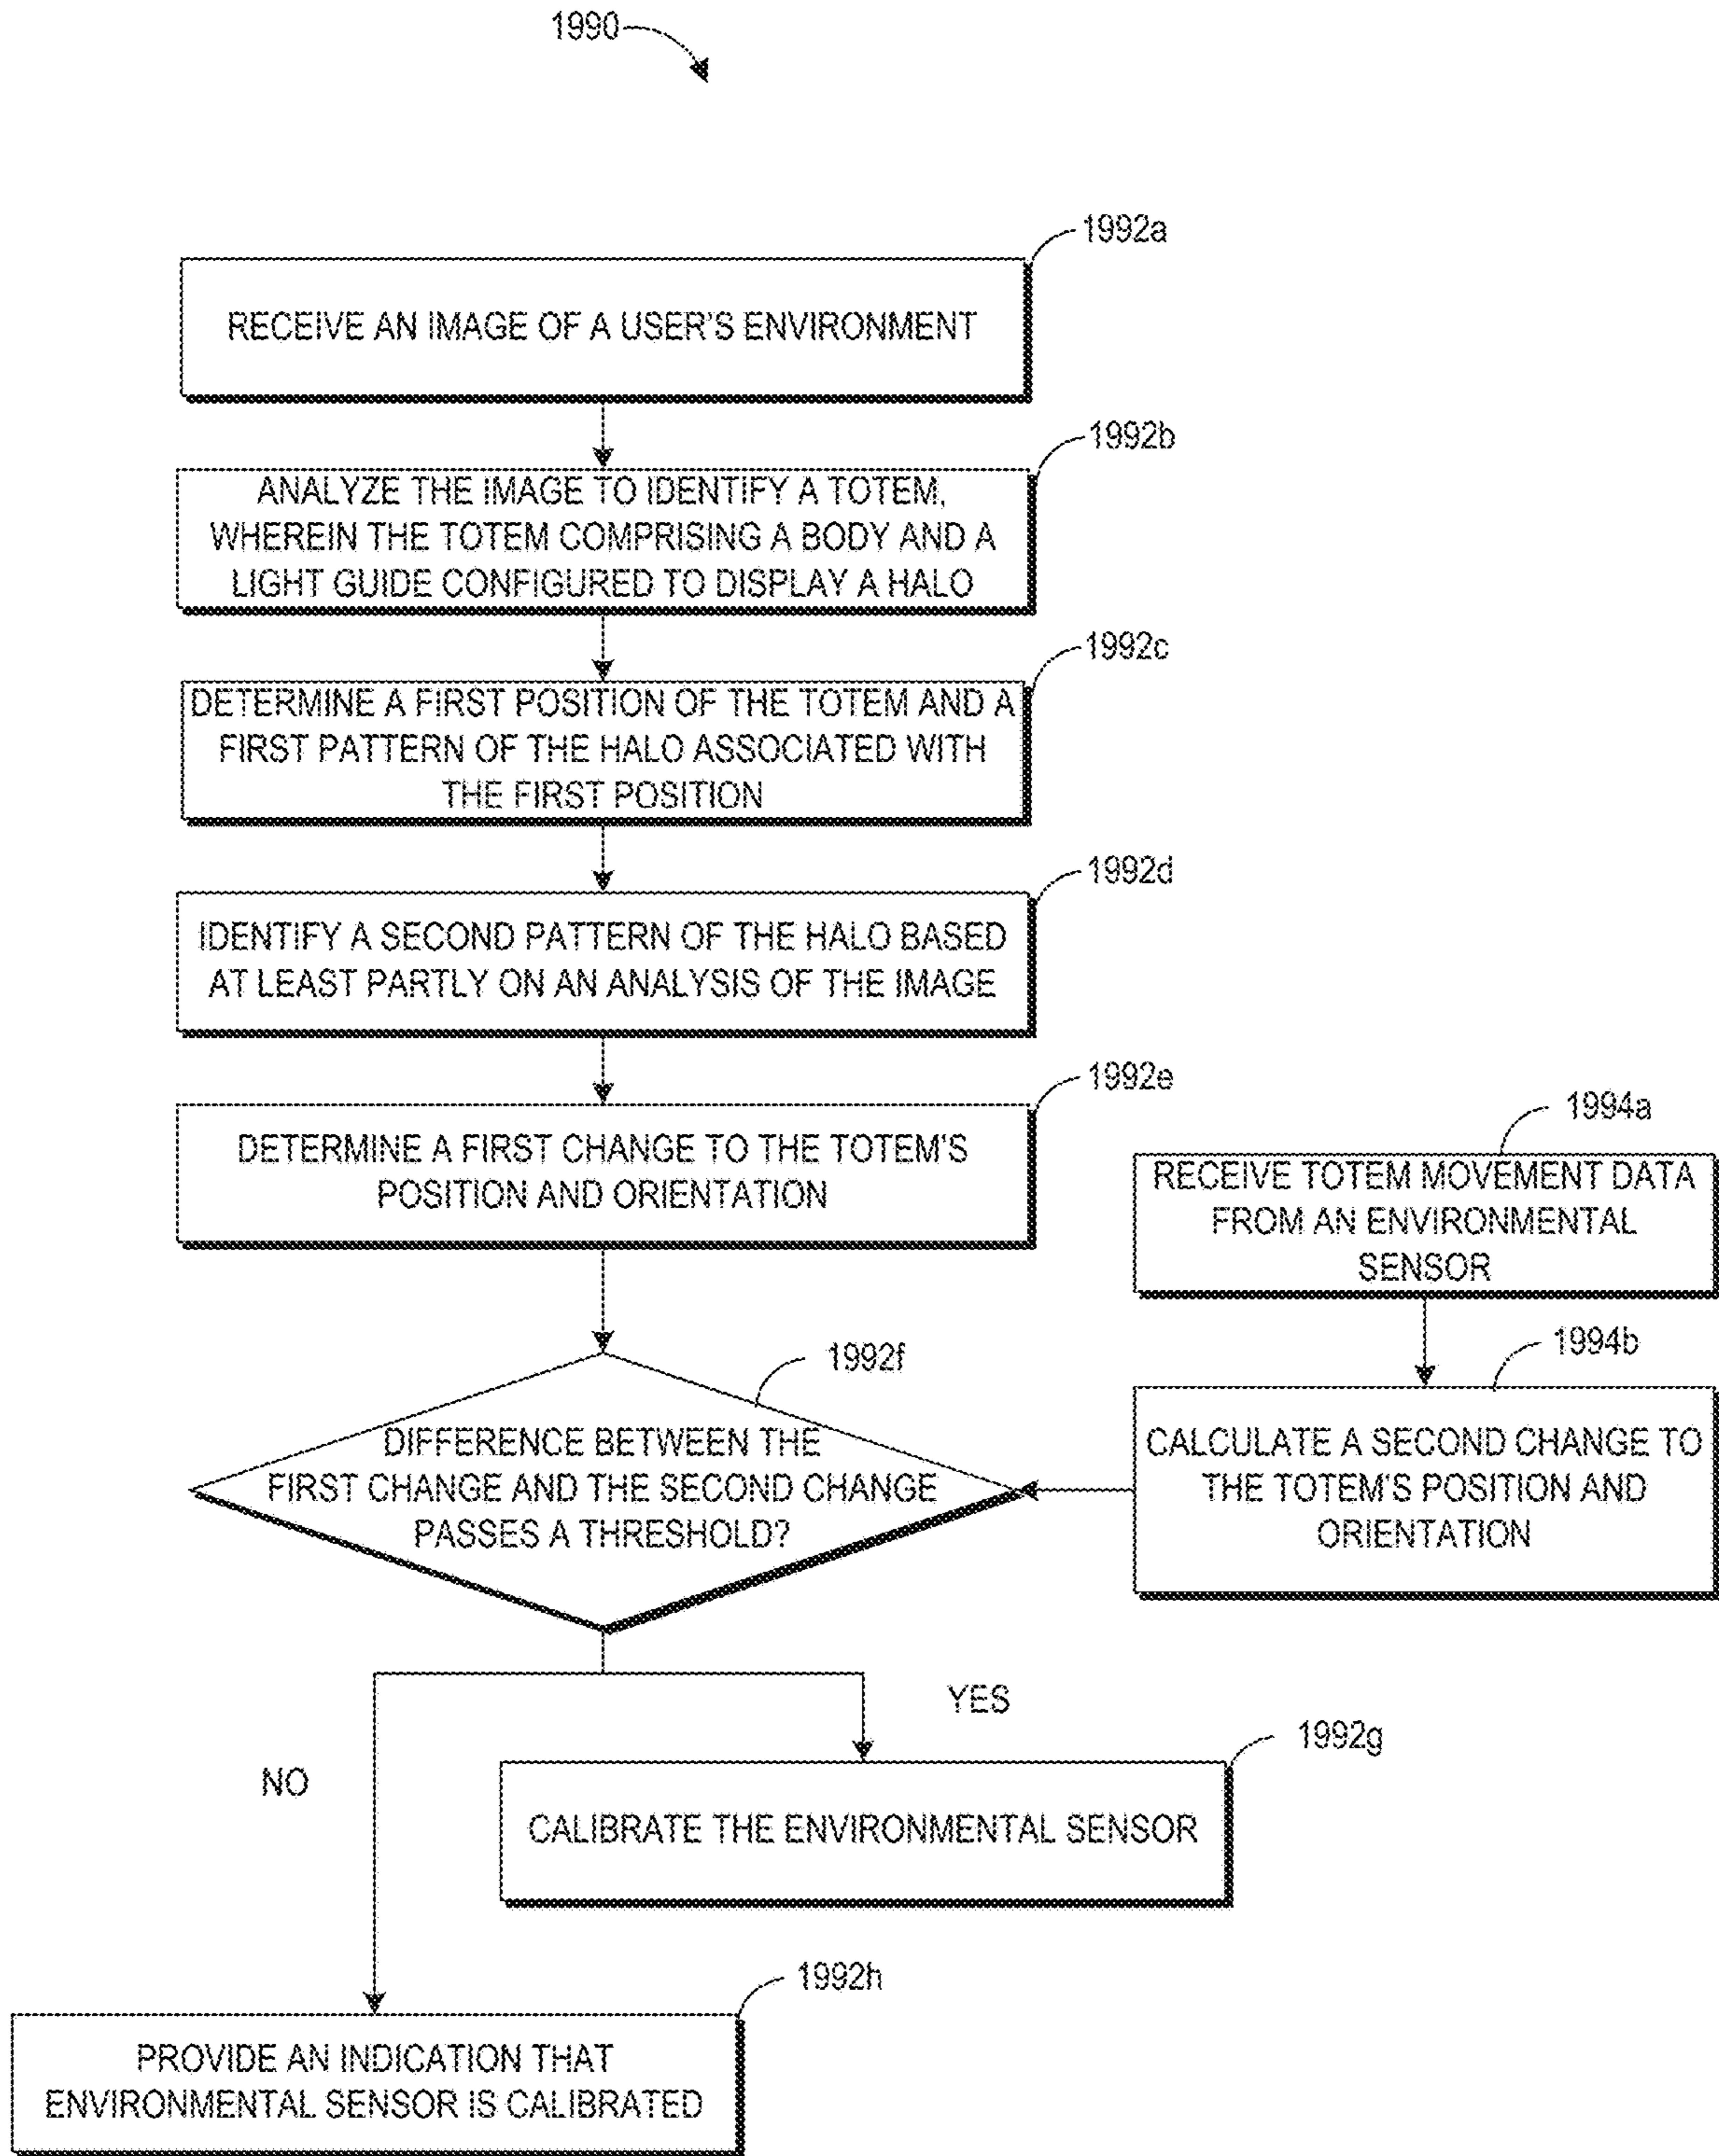 1990
1992a
RECEIVE AN IMAGE OF A USER'S ENVIRONMENT
1992b
ANALYZE THE IMAGE TO IDENTIFY A TOTEM,
WHEREIN THE TOTEM COMPRISING A BODY AND A
LIGHT GUIDE CONFIGURED TO DISPLAY A HALO
1992c
DETERMINE A FIRST POSITION OF THE TOTEM AND A
FIRST PATTERN OF THE HALO ASSOCIATED WITH
THE FIRST POSITION
1992d
IDENTIFY A SECOND PATTERN OF THE HALO BASED
AT LEAST PARTLY ON AN ANALYSIS OF THE IMAGE
1992e
DETERMINE A FIRST CHANGE TO THE TOTEM'S
POSITION AND ORIENTATION
1994a
RECEIVE TOTEM MOVEMENT DATA
FROM AN ENVIRONMENTAL
SENSOR
1994b
CALCULATE A SECOND CHANGE TO
THE TOTEM'S POSITION AND
ORIENTATION
1992f
DIFFERENCE BETWEEN THE
FIRST CHANGE AND THE SECOND CHANGE
PASSES A THRESHOLD?
YES
1992g
NO
CALIBRATE THE ENVIRONMENTAL SENSOR
1992h
PROVIDE AN INDICATION THAT
ENVIRONMENTAL SENSOR IS CALIBRATED